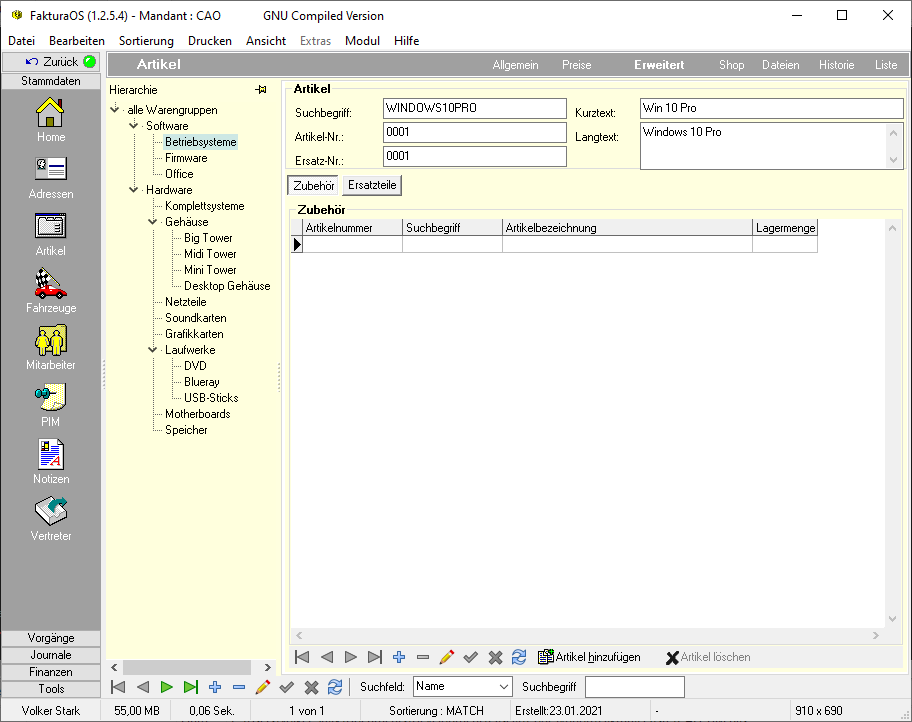 FakturaOS (1.2.5.4) - Mandant : CAO GNU Compiled Version
Datei Bearbeiten Sortierung Drucken Ansicht Extras Modul Hilfe
Zurück
Artikel Allgemein Preise Erweitert Shop Dateien Historie Liste
Stammdaten
Home
Adressen
Artikel
Fahrzeuge
Mitarbeiter
PIM
Notizen
Vertreter
Vorgänge
Journale
Finanzen
Tools
Hierarchie
alle Warengruppen
Software
Betriebsysteme
Firmware
Office
Hardware
Komplettsysteme
Gehäuse
Big Tower
Midi Tower
Mini Tower
Desktop Gehäuse
Netzteile
Soundkarten
Grafikkarten
Laufwerke
DVD
Blueray
USB-Sticks
Motherboards
Speicher
Artikel
Suchbegriff: WINDOWS10PRO Kurztext: Win 10 Pro
Artikel-Nr.: 0001 Langtext: Windows 10 Pro
Ersatz-Nr.: 0001
Zubehör Ersatzteile
Zubehör
Artikelnummer Suchbegriff Artikelbezeichnung Lagermenge
Artikel hinzufügen Artikel löschen
Suchfeld: Name Suchbegriff
Volker Stark 55,00 MB 0,06 Sek. 1 von 1 Sortierung : MATCH Erstellt:23.01.2021 - 910 x 690